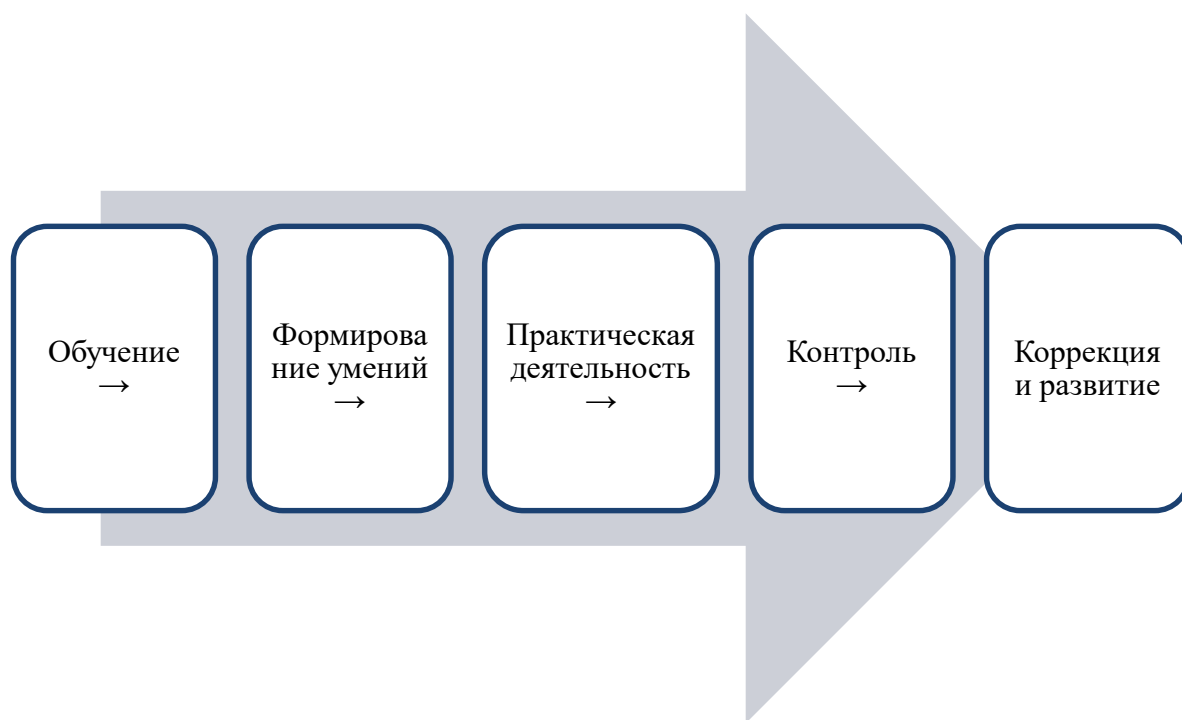 Обучение
→
Формирова
ние умений
→
Практическая
деятельность
→
Контроль
→
Коррекция
и развитие